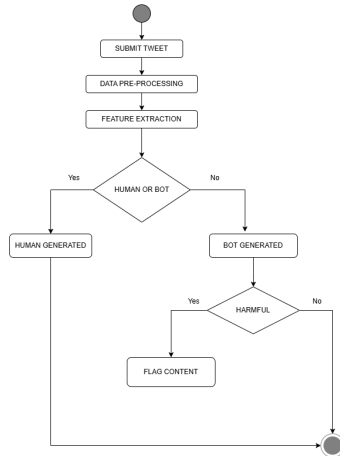 SUBMIT TWEET
DATA PRE-PROCESSING
FEATURE EXTRACTION
Yes
No
HUMAN OR BOT
HUMAN GENERATED
BOT GENERATED
Yes
No
HARMFUL
FLAG CONTENT